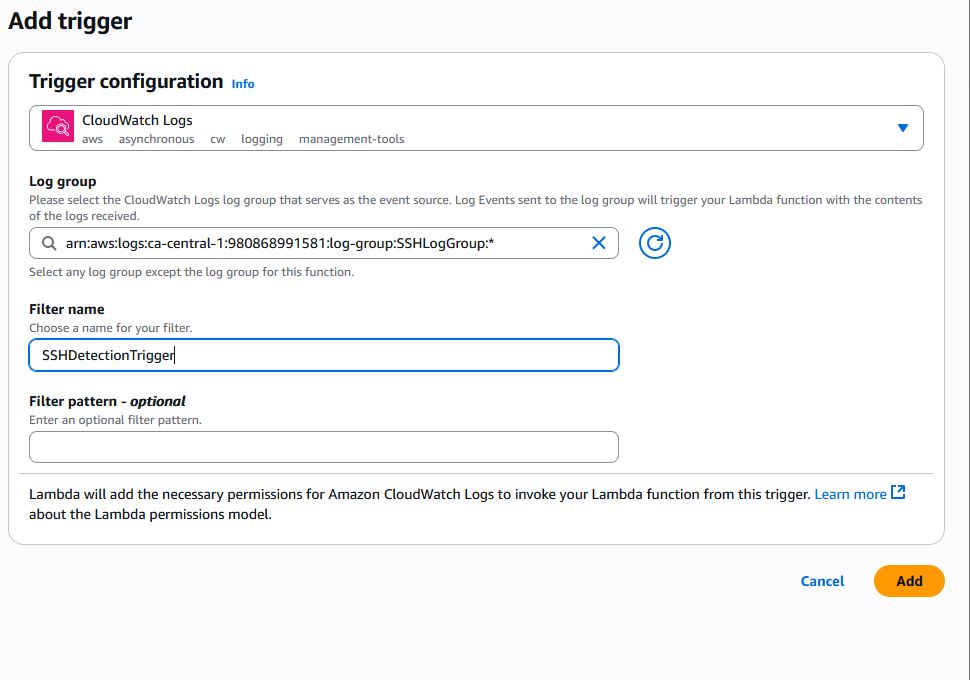 Add trigger
Trigger configuration Info
CloudWatch Logs
aws asynchronous cw logging management-tools
Log group
Please select the CloudWatch Logs log group that serves as the event source. Log Events sent to the log group will trigger your Lambda function with the contents
of the logs received.
arn:aws:logs:ca-central-1:980868991581:log-group:SSHLogGroup:*
Select any log group except the log group for this function.
Filter name
Choose a name for your filter.
SSHDetectionTrigger
Filter pattern - optional
Enter an optional filter pattern.
Lambda will add the necessary permissions for Amazon CloudWatch Logs to invoke your Lambda function from this trigger. Learn more
about the Lambda permissions model.
Cancel Add